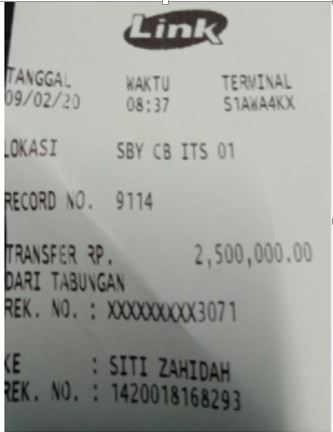 Link
TANGGAL WAKTU TERMINAL
09/02/20 08:37 S1AWA4KX
LOKASI SBY CB ITS 01
RECORD NO. 9114
TRANSFER RP. 2,500,000.00
DARI TABUNGAN
REK. NO. : XXXXXXXXX3071
KE : SITI ZAHIDAH
REK. NO. : 1420018168293